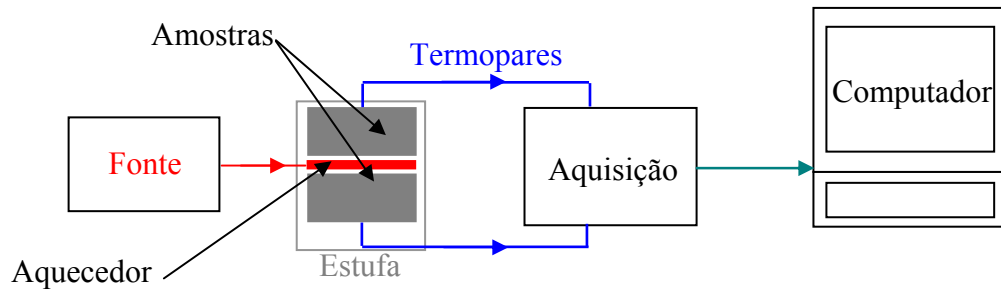 Amostras
Termopares
Computador
Fonte
Aquisição
Aquecedor
Estufa